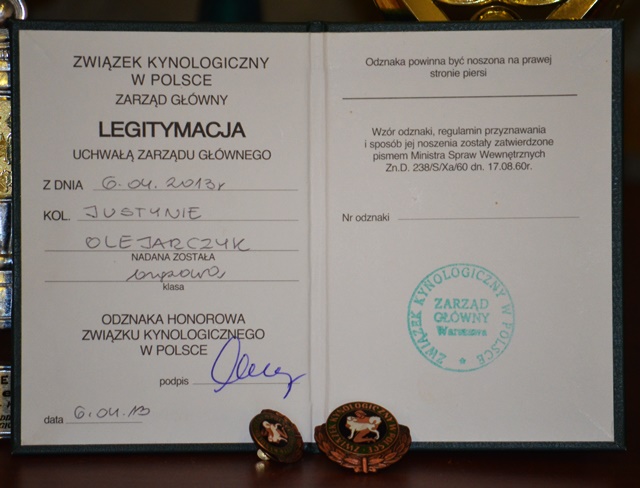 ZWIĄZEK KYNOLOGICZNY
W POLSCE
ZARZĄD GŁÓWNY
LEGITYMACJA
UCHWAŁĄ ZARZĄDU GŁÓWNEGO
Z DNIA 6.04.2013r
KOL. JUSTYNIE
OLEJARCZYK
NADANA ZOSTAŁA
brązowa
klasa
ODZNAKA HONOROWA
ZWIĄZKU KYNOLOGICZNEGO
W POLSCE
podpis
data 6.04.13
Odznaka powinna być noszona na prawej
stronie piersi
Wzór odznaki, regulamin przyznawania
i sposób jej noszenia zostały zatwierdzone
pismem Ministra Spraw Wewnętrznych
Zn.D. 238/S/Xa/60 dn. 17.08.60r.
Nr odznaki
ZWIĄZEK KYNOLOGICZNY W POLSCE
ZARZĄD
GŁÓWNY
Warszawa